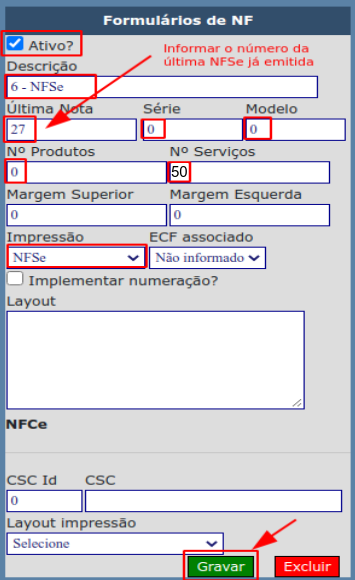 Formulários de NF
Ativo?
Informar o número da
última NFSe já emitida
Descrição
6 - NFSe
Última Nota Série Modelo
27 0 0
Nº Produtos Nº Serviços
0 50
Margem Superior Margem Esquerda
0 0
Impressão ECF associado
NFSe Não informado
Implementar numeração?
Layout
NFCe
CSC Id CSC
0
Layout impressão
Selecione
Gravar Excluir